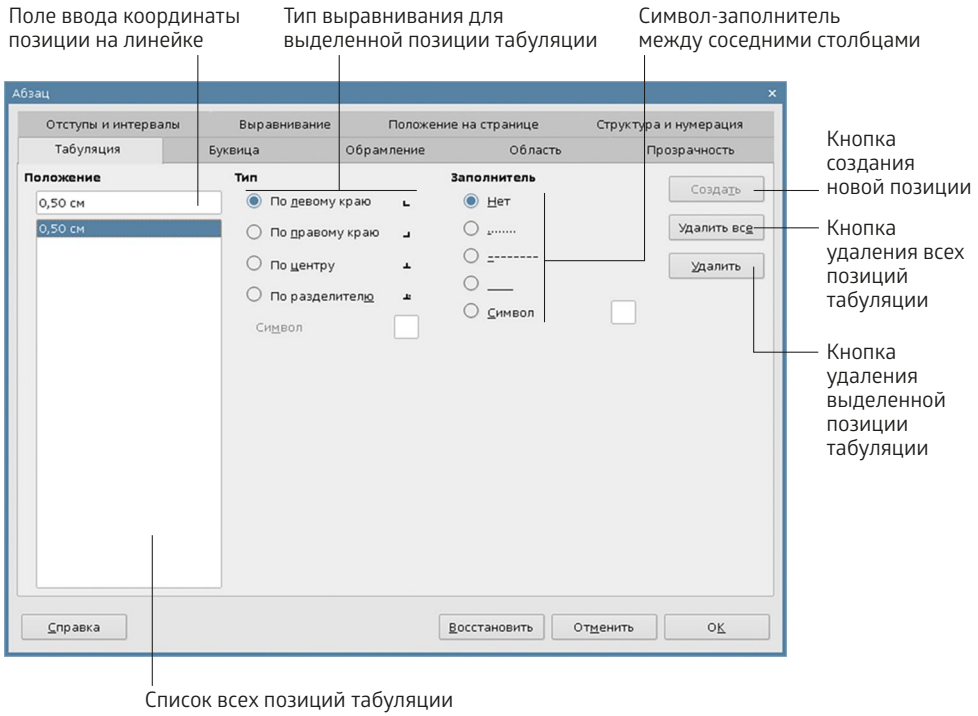 Поле ввода координаты
позиции на линейке
Тип выравнивания для
выделенной позиции табуляции
Символ-заполнитель
между соседними столбцами
Абзац
Отступы и интервалы
Выравнивание
Положение на странице
Структура и нумерация
Табуляция
Буквица
Обрамление
Область
Прозрачность
Положение
0,50 см
0,50 см
Тип
По левому краю
По правому краю
По центру
По разделителю
Символ
Заполнитель
Нет
.......
--------
____
Символ
Создать
Удалить все
Удалить
Кнопка
создания
новой позиции
Кнопка
удаления всех
позиций
табуляции
Кнопка
удаления
выделенной
позиции
табуляции
Справка
Восстановить
Отменить
OK
Список всех позиций табуляции